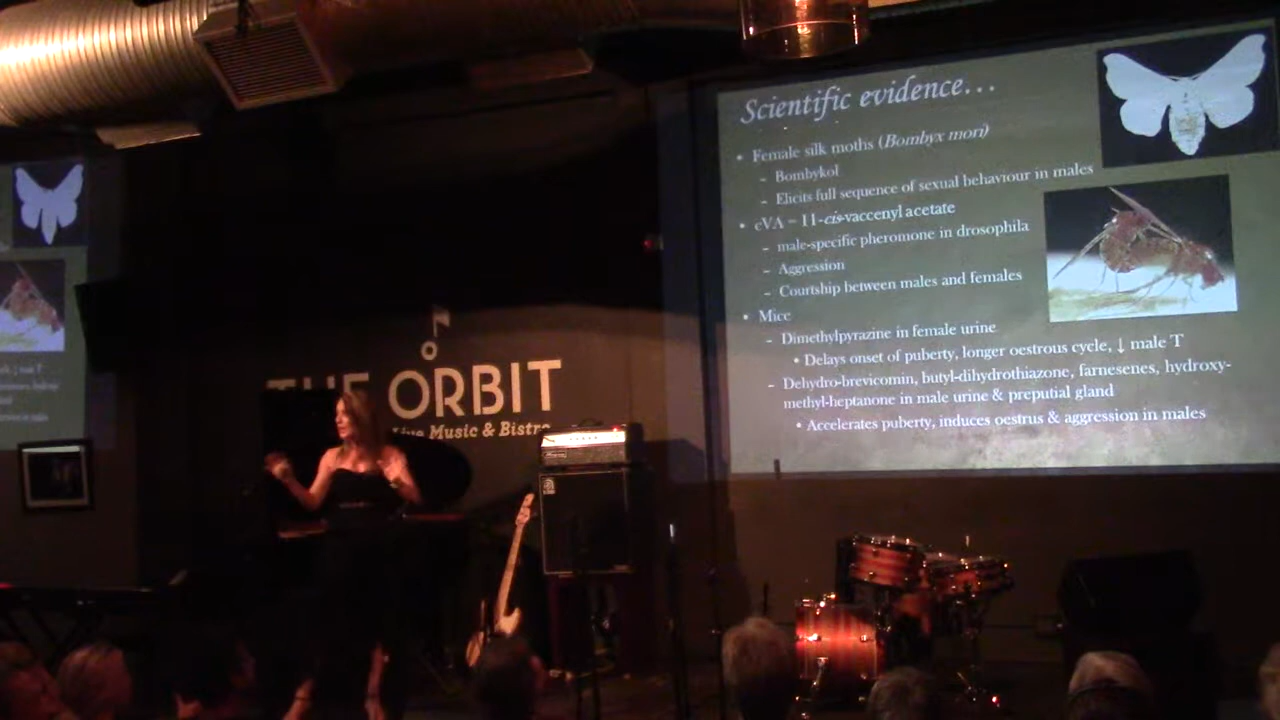 Scientific evidence...
• Female silk moths (Bombyx mori)
- Bombykol
- Elicits full sequence of sexual behaviour in males
• cVA = 11-cis-vaccenyl acetate
- male-specific pheromone in drosophila
- Aggression
- Courtship between males and females
• Mice
- Dimethylpyrazine in female urine
• Delays onset of puberty, longer oestrous cycle, ↓ male T
- Dehydro-brevicomin, butyl-dihydrothiazone, farnesenes, hydroxy-
methyl-heptanone in male urine & preputial gland
• Accelerates puberty, induces oestrus & aggression in males
THE ORBIT
Live Music & Bistro